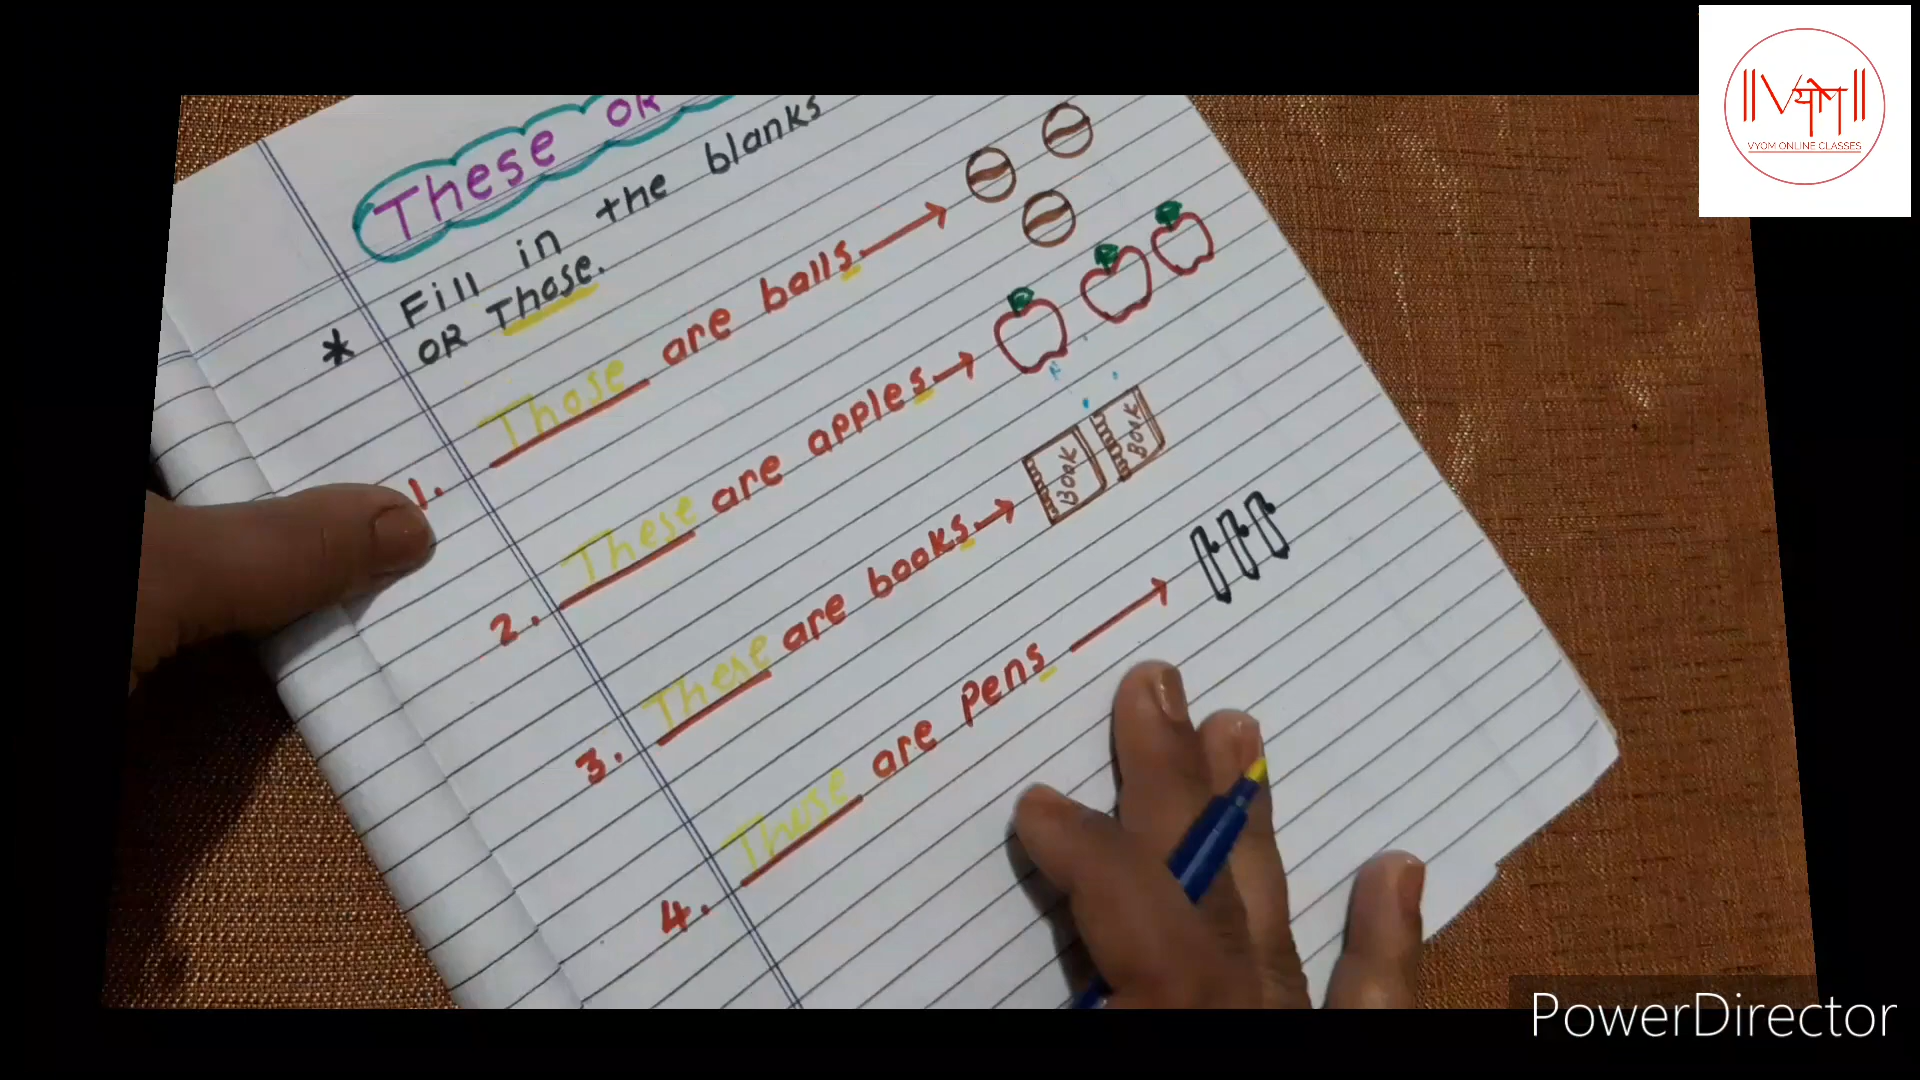 ||व्योम||
VYOM ONLINE CLASSES
These OR
* Fill in the blanks
OR Those.
1. Those are balls
2. These are apples
3. These are books
BOOK BOOK
4. Those are pens
PowerDirector